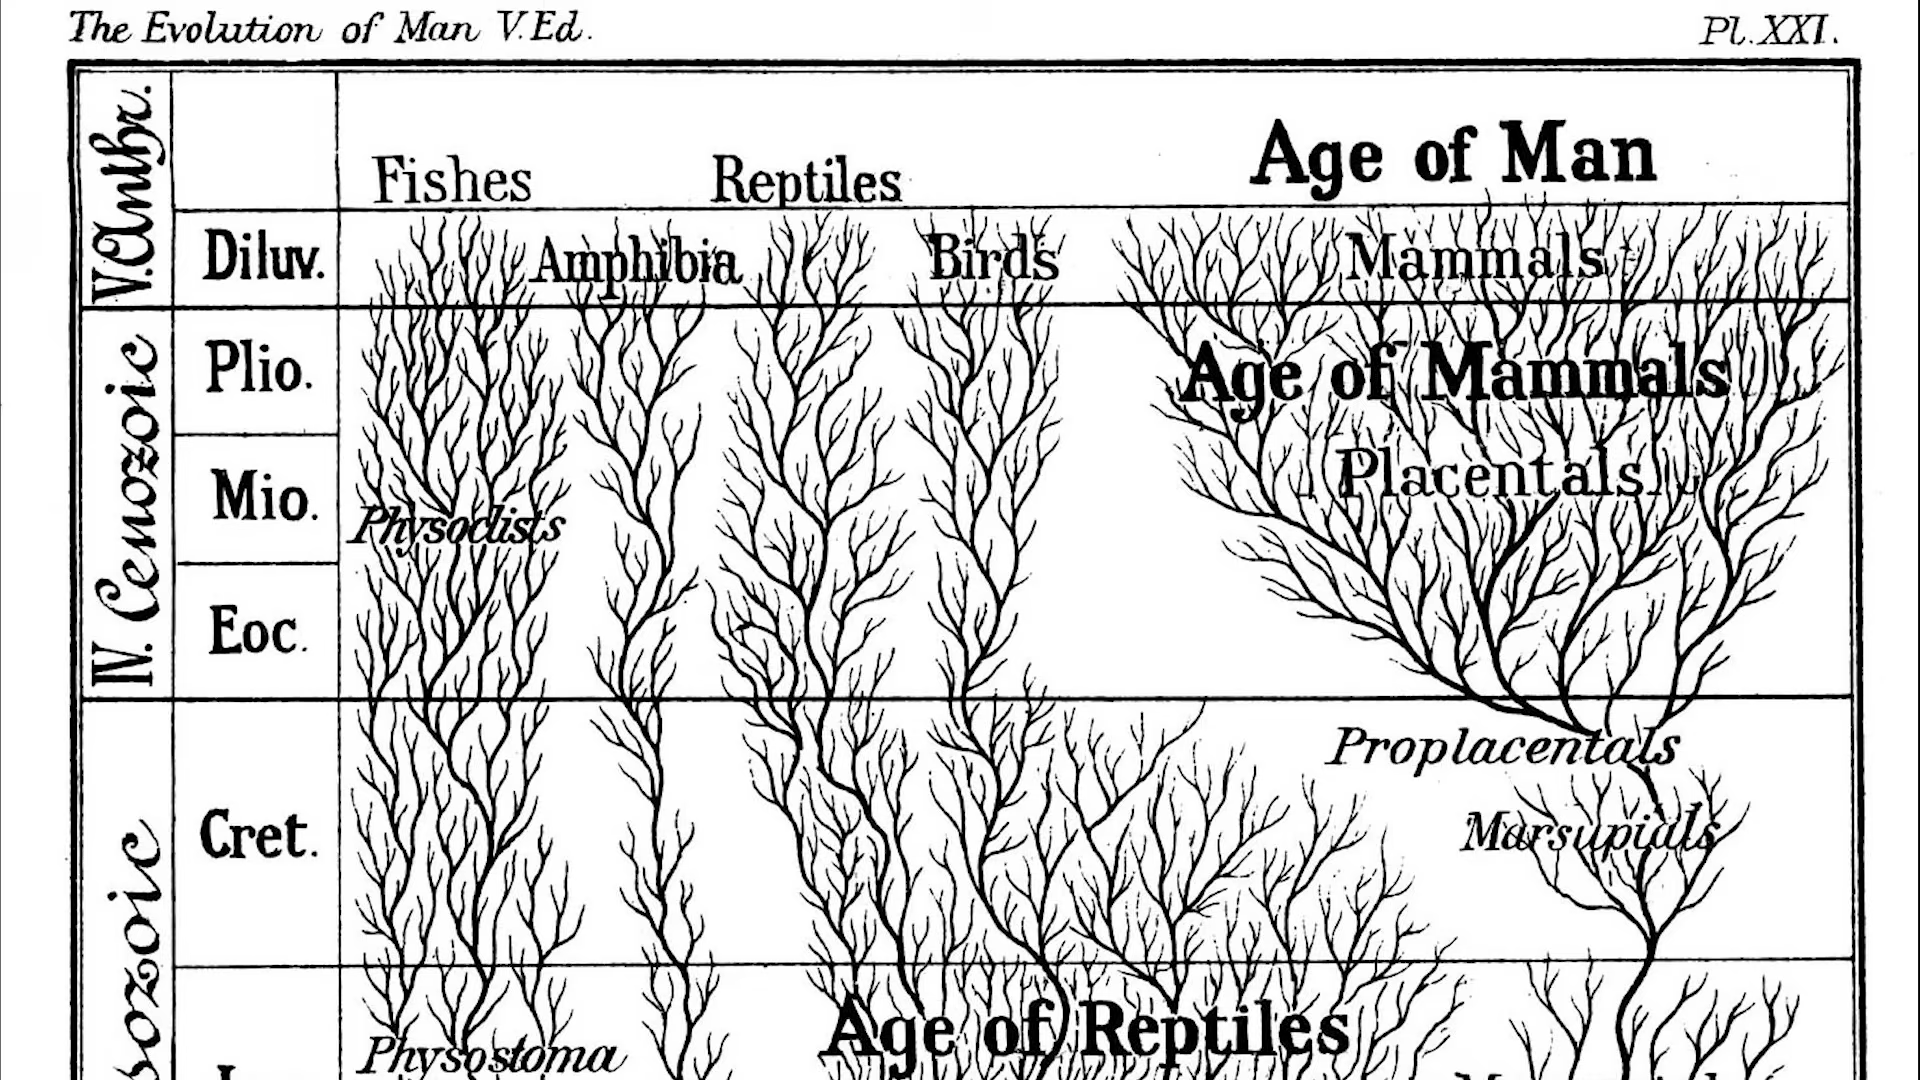 The Evolution of Man V.Ed.
Pl.XXI.
V.Anthr.
Age of Man
Fishes
Reptiles
Diluv.
Amphibia
Birds
Mammals
IV. Cenozoic
Plio.
Age of Mammals
Placentals
Mio.
Physoclists
Eoc.
Proplacentals
Cret.
Marsupials
Age of Reptiles
Physostoma